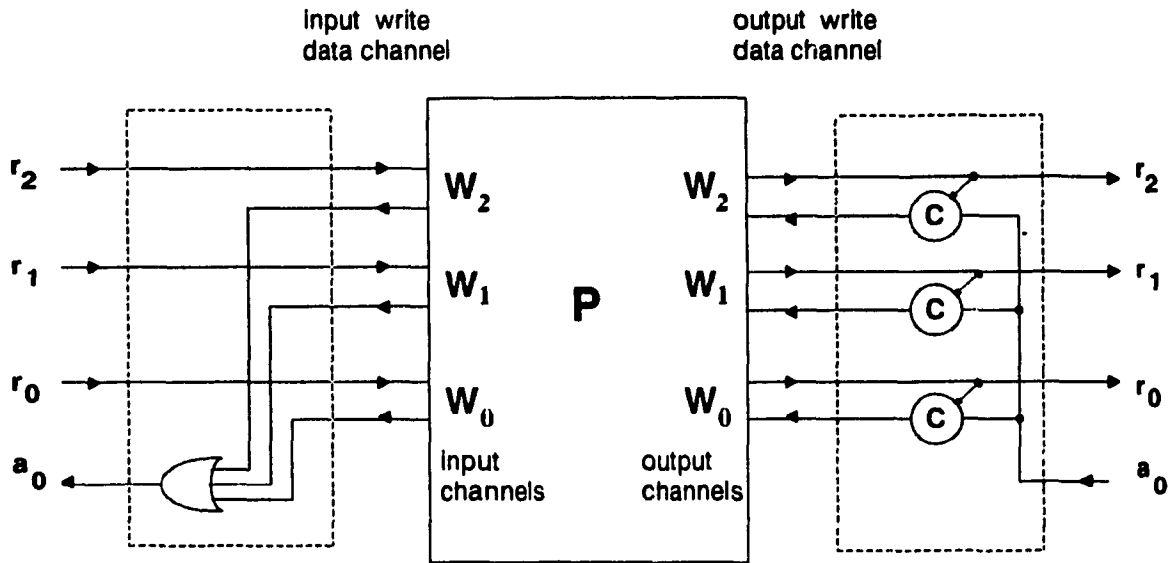 input write
data channel
output write
data channel
r2
W2
W2
C
r2
r1
W1
P
W1
C
r1
r0
W0
W0
C
r0
a0
input
channels
output
channels
a0